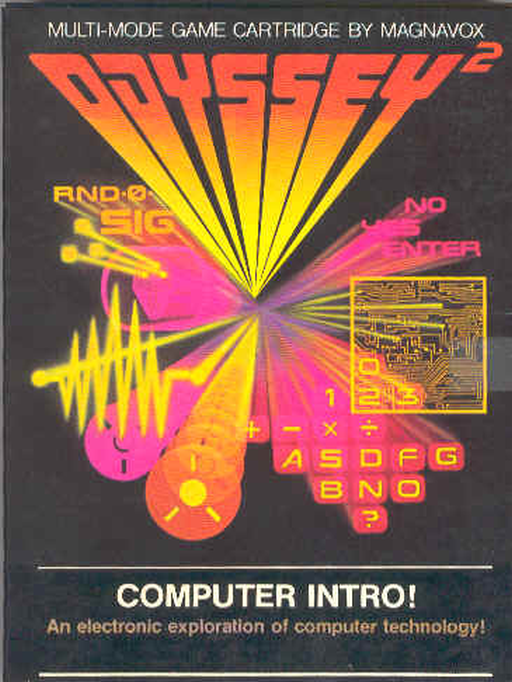 MULTI-MODE GAME CARTRIDGE BY MAGNAVOX
ODYSSEY²
RND·0·
SIG
NO
YES
ENTER
0
1 2 3
+ − × ÷
A S D F G
B N O
?
COMPUTER INTRO!
An electronic exploration of computer technology!